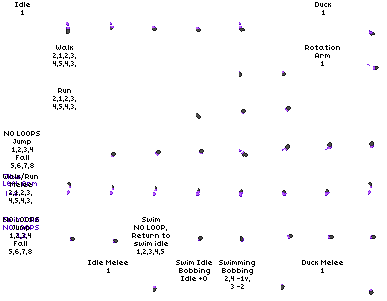 Idle
1
Duck
1
Walk
2,1,2,3,
4,5,4,3,
Rotation
Arm
1
Run
2,1,2,3,
4,5,4,3,
NO LOOPS
Jump
1,2,3,4
Fall
5,6,7,8
2,1,2,3,
4,5,4,3,
Jump
Fall
5,6,7,8
Swim
NO LOOP,
Return to
swim idle
1,2,3,4,5
Idle Melee
1
Swim Idle
Bobbing
Idle +0
Swimming
Bobbing
2,4 -1v,
3 -2
Duck Melee
1